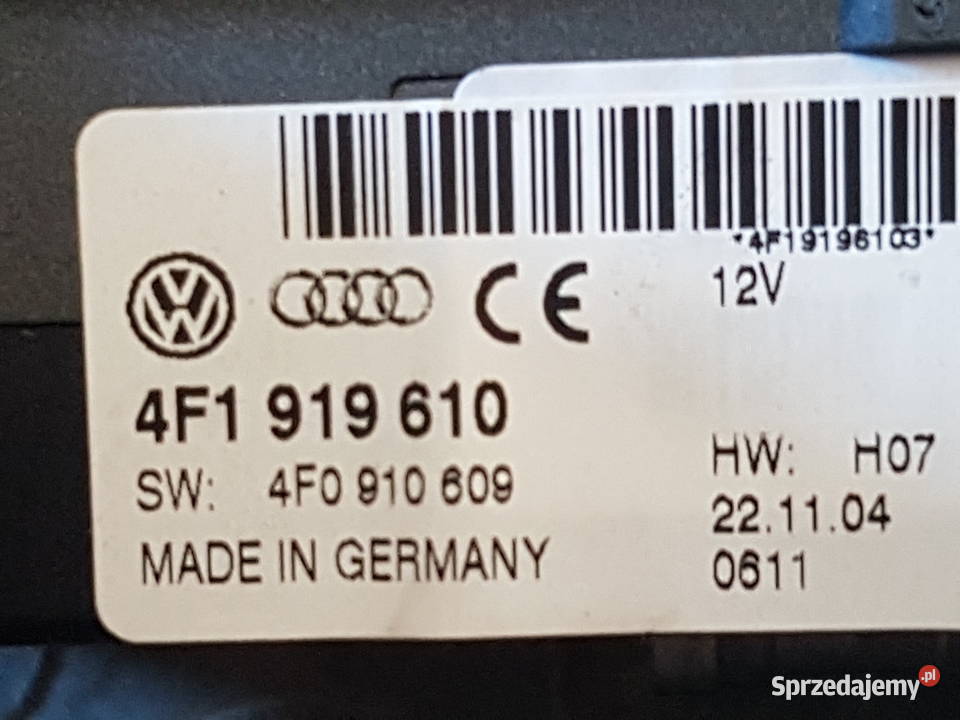 *4F19196103*
12V
4F1 919 610
SW: 4F0 910 609
HW: H07
22.11.04
MADE IN GERMANY
0611
Sprzedajemy.pl